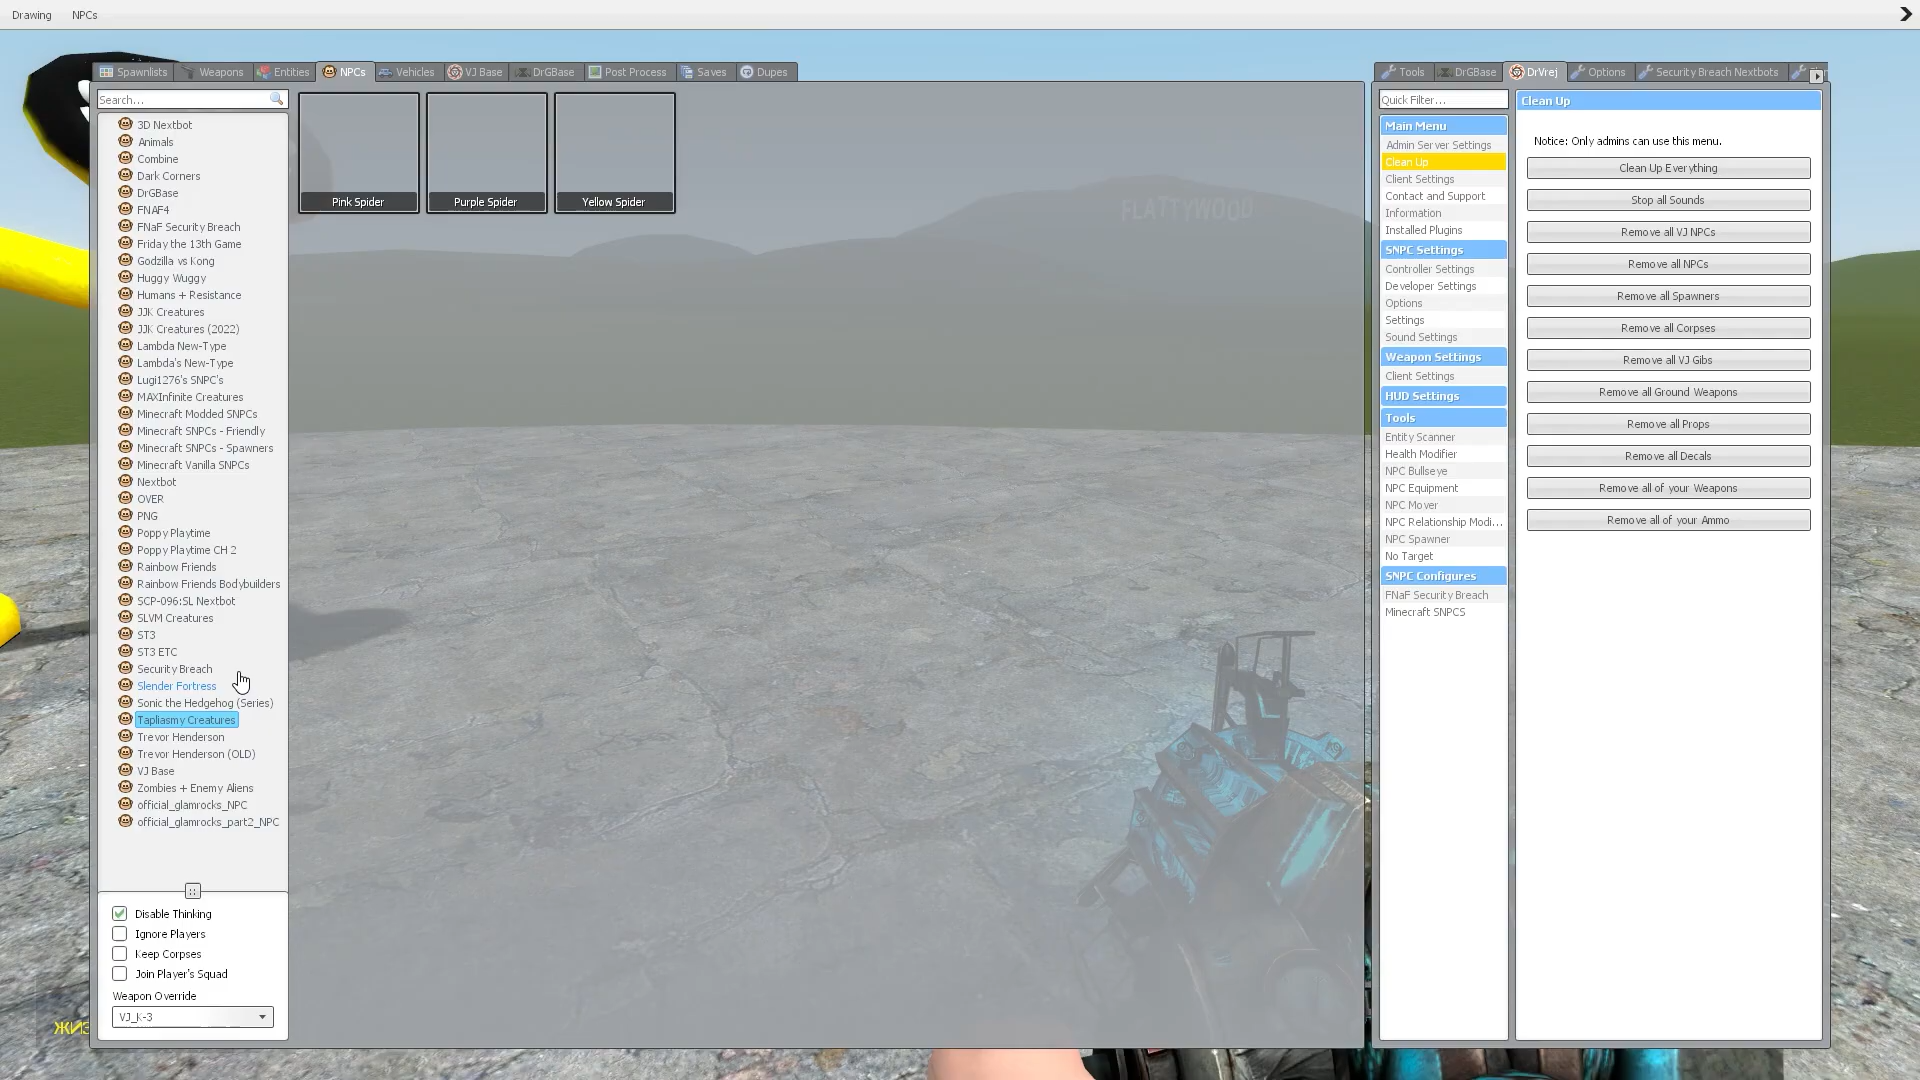 Drawing NPCs
Spawnlists Weapons Entities NPCs Vehicles VJ Base DrGBase Post Process Saves Dupes
Search...
3D Nextbot
Animals
Combine
Dark Corners
DrGBase
FNAF4
FNaF Security Breach
Friday the 13th Game
Godzilla vs Kong
Huggy Wuggy
Humans + Resistance
JJK Creatures
JJK Creatures (2022)
Lambda New-Type
Lambda's New-Type
Lugi1276's SNPC's
MAXInfinite Creatures
Minecraft Modded SNPCs
Minecraft SNPCs - Friendly
Minecraft SNPCs - Spawners
Minecraft Vanilla SNPCs
Nextbot
OVER
PNG
Poppy Playtime
Poppy Playtime CH 2
Rainbow Friends
Rainbow Friends Bodybuilders
SCP-096:SL Nextbot
SLVM Creatures
ST3
ST3 ETC
Security Breach
Slender Fortress
Sonic the Hedgehog (Series)
Tapliasmy Creatures
Trevor Henderson
Trevor Henderson (OLD)
VJ Base
Zombies + Enemy Aliens
official_glamrocks_NPC
official_glamrocks_part2_NPC
Disable Thinking
Ignore Players
Keep Corpses
Join Player's Squad
Weapon Override
VJ_K-3
Pink Spider Purple Spider Yellow Spider
FLATTYWOOD
Tools DrGBase DrVrej Options Security Breach Nextbots
Quick Filter...
Main Menu
Admin Server Settings
Clean Up
Client Settings
Contact and Support
Information
Installed Plugins
SNPC Settings
Controller Settings
Developer Settings
Options
Settings
Sound Settings
Weapon Settings
Client Settings
HUD Settings
Tools
Entity Scanner
Health Modifier
NPC Bullseye
NPC Equipment
NPC Mover
NPC Relationship Modi...
NPC Spawner
No Target
SNPC Configures
FNaF Security Breach
Minecraft SNPCS
Clean Up
Notice: Only admins can use this menu.
Clean Up Everything
Stop all Sounds
Remove all VJ NPCs
Remove all NPCs
Remove all Spawners
Remove all Corpses
Remove all VJ Gibs
Remove all Ground Weapons
Remove all Props
Remove all Decals
Remove all of your Weapons
Remove all of your Ammo